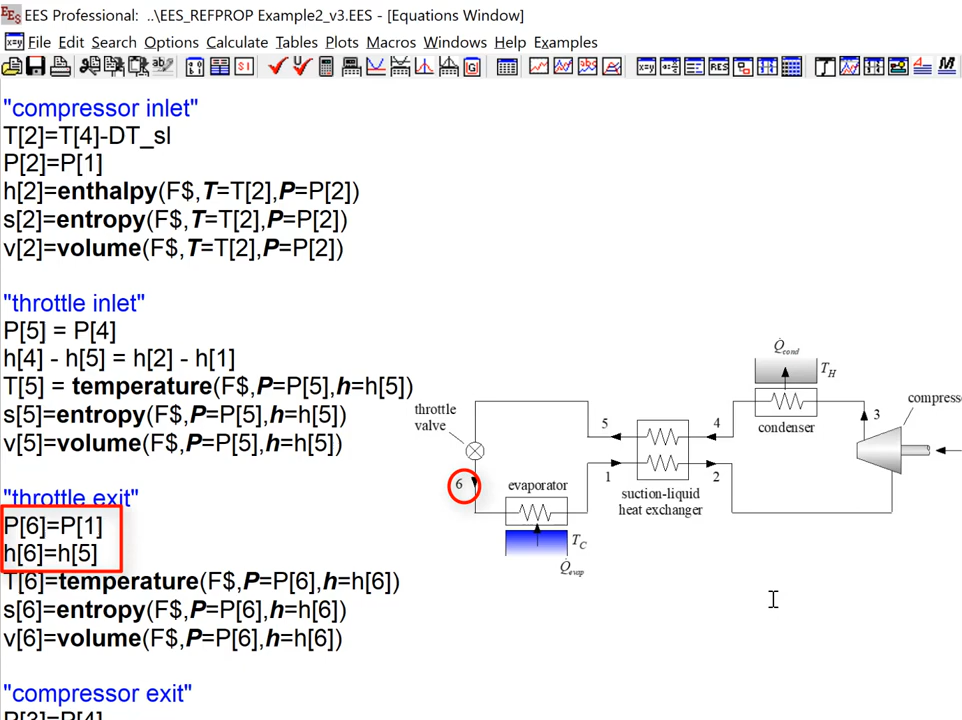 EES Professional: ..\EES_REFPROP Example2_v3.EES - [Equations Window]
File Edit Search Options Calculate Tables Plots Macros Windows Help Examples
"compressor inlet"
T[2]=T[4]-DT_sl
P[2]=P[1]
h[2]=enthalpy(F$,T=T[2],P=P[2])
s[2]=entropy(F$,T=T[2],P=P[2])
v[2]=volume(F$,T=T[2],P=P[2])
"throttle inlet"
P[5] = P[4]
h[4] - h[5] = h[2] - h[1]
T[5] = temperature(F$,P=P[5],h=h[5])
s[5]=entropy(F$,P=P[5],h=h[5])
v[5]=volume(F$,P=P[5],h=h[5])
"throttle exit"
P[6]=P[1]
h[6]=h[5]
T[6]=temperature(F$,P=P[6],h=h[6])
s[6]=entropy(F$,P=P[6],h=h[6])
v[6]=volume(F$,P=P[6],h=h[6])
"compressor exit"
P[3]=P[4]
Q̇cond
TH
condenser
3
compress
throttle
valve
5
4
1
2
suction-liquid
heat exchanger
6
evaporator
TC
Q̇evap